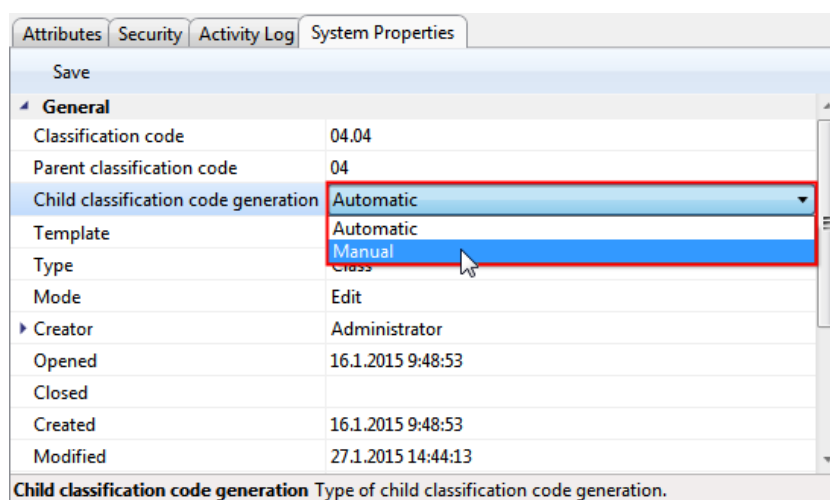 Attributes Security Activity Log System Properties
Save
General
Classification code 04.04
Parent classification code 04
Child classification code generation Automatic
Template Automatic
Manual
Type Class
Mode Edit
Creator Administrator
Opened 16.1.2015 9:48:53
Closed
Created 16.1.2015 9:48:53
Modified 27.1.2015 14:44:13
Child classification code generation Type of child classification code generation.